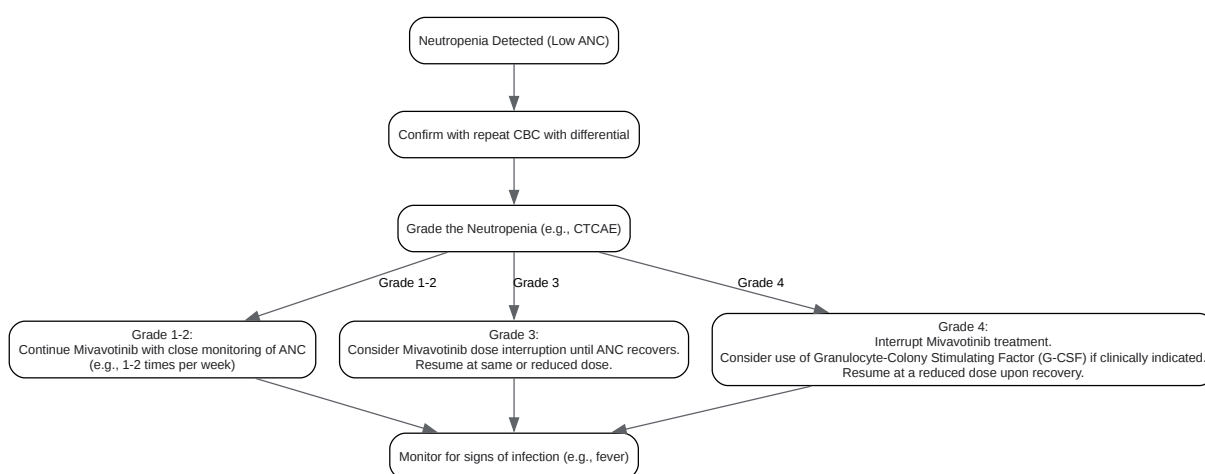 Neutropenia Detected (Low ANC)
Confirm with repeat CBC with differential
Grade the Neutropenia (e.g., CTCAE)
Grade 1-2
Grade 3
Grade 4
Grade 1-2:
Continue Mivavotinib with close monitoring of ANC
(e.g., 1-2 times per week)
Grade 3:
Consider Mivavotinib dose interruption until ANC recovers.
Resume at same or reduced dose.
Grade 4:
Interrupt Mivavotinib treatment.
Consider use of Granulocyte-Colony Stimulating Factor (G-CSF) if clinically indicated.
Resume at a reduced dose upon recovery.
Monitor for signs of infection (e.g., fever)